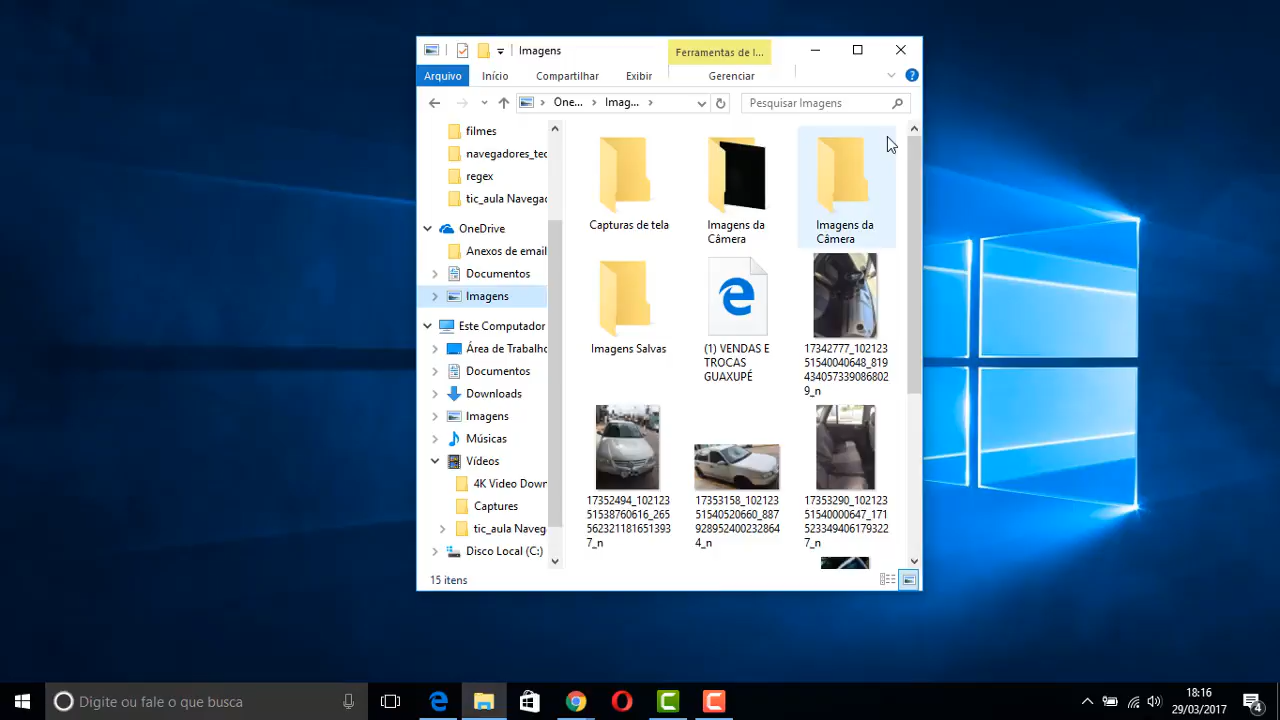 Imagens
Ferramentas de I...
Arquivo
Início
Compartilhar
Exibir
Gerenciar
One...
Imag...
Pesquisar Imagens
filmes
navegadores_tec
regex
tic_aula Navegac
OneDrive
Anexos de email
Documentos
Imagens
Este Computador
Área de Trabalho
Documentos
Downloads
Imagens
Músicas
Vídeos
4K Video Down
Captures
tic_aula Naveg
Disco Local (C:)
Capturas de tela
Imagens da
Câmera
Imagens da
Câmera
Imagens Salvas
(1) VENDAS E
TROCAS
GUAXUPÉ
17342777_102123
51540040648_819
434057339086802
9_n
17352494_102123
51538760616_265
562321181651393
7_n
17353158_102123
51540520660_887
928952400232864
4_n
17353290_102123
51540000647_171
523349406179322
7_n
15 itens
Digite ou fale o que busca
18:16
29/03/2017
4